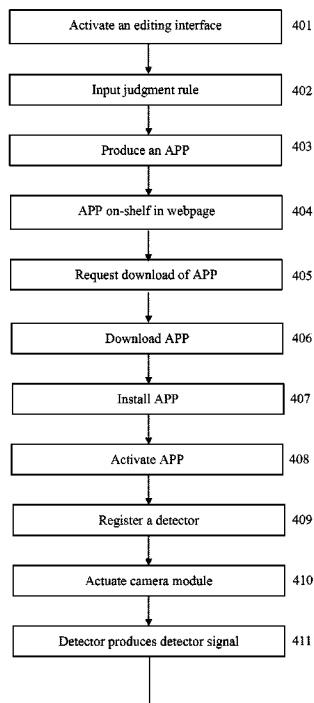 Activate an editing interface 401
Input judgment rule 402
Produce an APP 403
APP on-shelf in webpage 404
Request download of APP 405
Download APP 406
Install APP 407
Activate APP 408
Register a detector 409
Actuate camera module 410
Detector produces detector signal 411